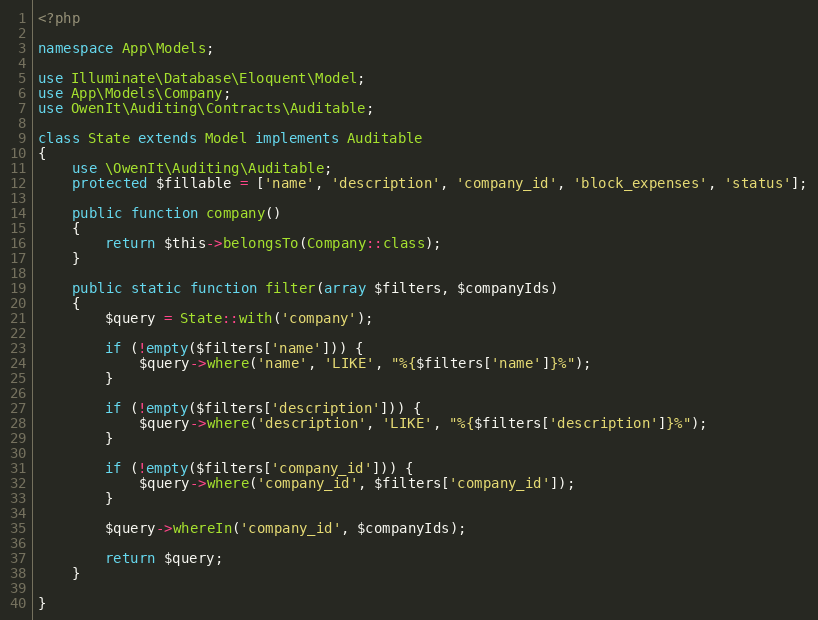 1 <?php
2
3 namespace App\Models;
4
5 use Illuminate\Database\Eloquent\Model;
6 use App\Models\Company;
7 use OwenIt\Auditing\Contracts\Auditable;
8
9 class State extends Model implements Auditable
10 {
11     use \OwenIt\Auditing\Auditable;
12     protected $fillable = ['name', 'description', 'company_id', 'block_expenses', 'status'];
13
14     public function company()
15     {
16         return $this->belongsTo(Company::class);
17     }
18
19     public static function filter(array $filters, $companyIds)
20     {
21         $query = State::with('company');
22
23         if (!empty($filters['name'])) {
24             $query->where('name', 'LIKE', "%{$filters['name']}%");
25         }
26
27         if (!empty($filters['description'])) {
28             $query->where('description', 'LIKE', "%{$filters['description']}%");
29         }
30
31         if (!empty($filters['company_id'])) {
32             $query->where('company_id', $filters['company_id']);
33         }
34
35         $query->whereIn('company_id', $companyIds);
36
37         return $query;
38     }
39
40 }